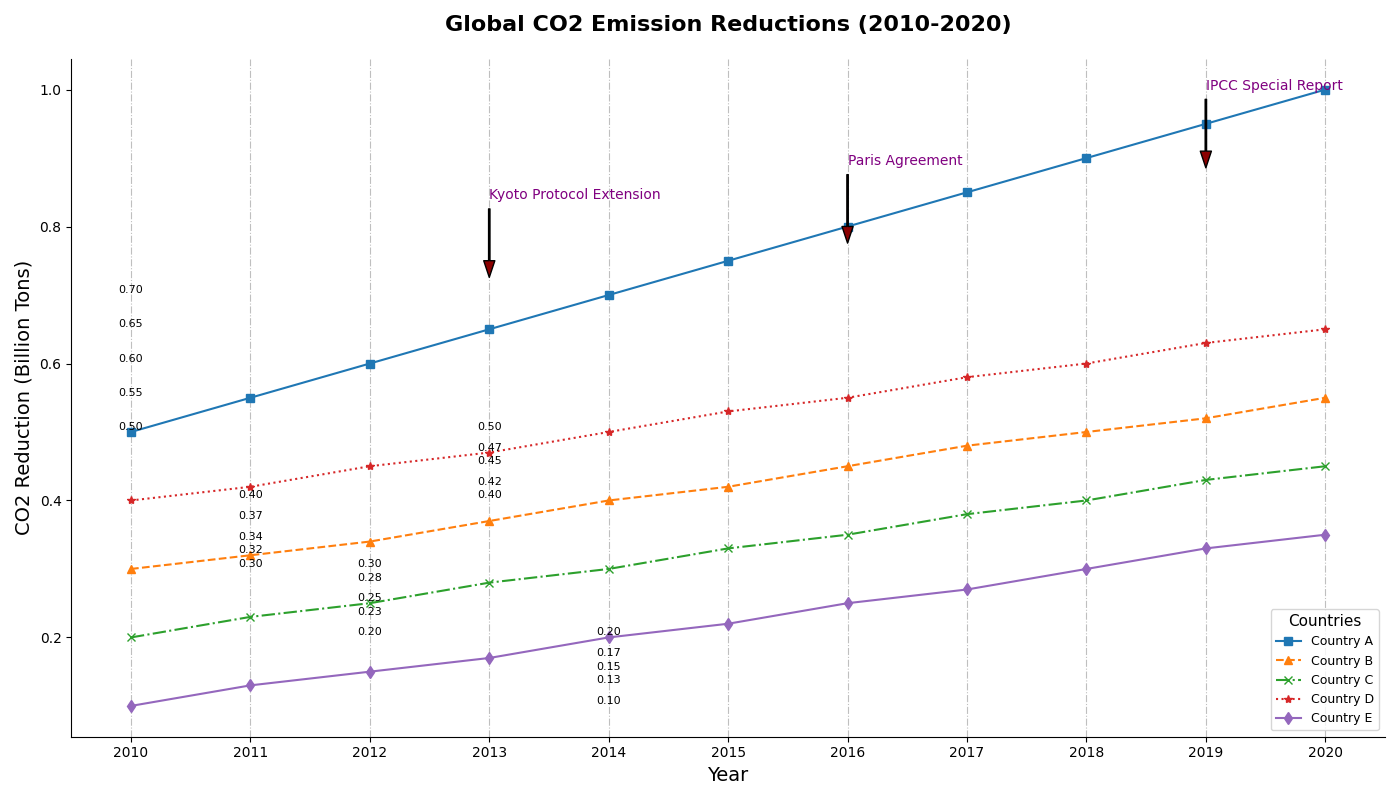 Global CO2 Emission Reductions (2010-2020)
CO2 Reduction (Billion Tons)
1.0
0.8
0.6
0.4
0.2
IPCC Special Report
Paris Agreement
Kyoto Protocol Extension
0.70
0.65
0.60
0.55
0.50
0.40
0.37
0.34
0.32
0.30
0.30
0.28
0.25
0.23
0.20
0.50
0.47
0.45
0.42
0.40
0.20
0.17
0.15
0.13
0.10
Countries
Country A
Country B
Country C
Country D
Country E
2010 2011 2012 2013 2014 2015 2016 2017 2018 2019 2020
Year